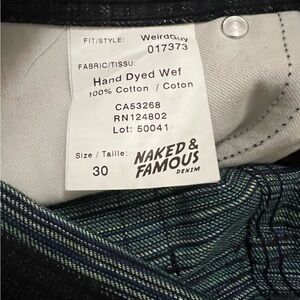 FIT/STYLE: WeirdGuy
017373
FABRIC/TISSU:
Hand Dyed Wef
100% Cotton / Coton
CA53268
RN124802
Lot: 50041
Size / Taille:
30
NAKED &
FAMOUS
DENIM